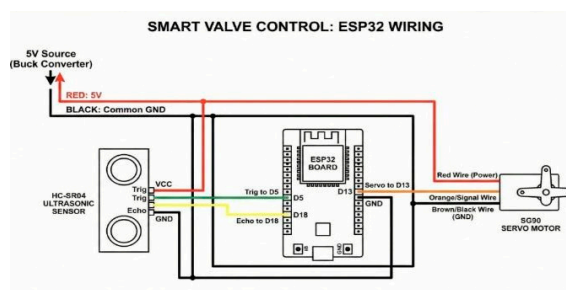 SMART VALVE CONTROL: ESP32 WIRING
5V Source
(Buck Converter)
RED: 5V
BLACK: Common GND
HC-SR04
ULTRASONIC
SENSOR
Trig
Trig
Echo
VCC
GND
Trig to D5
Echo to D18
ESP32
BOARD
D5
D18
D13
GND
GND
Servo to D13
Red Wire (Power)
Orange/Signal Wire
Brown/Black Wire
(GND)
SG90
SERVO MOTOR